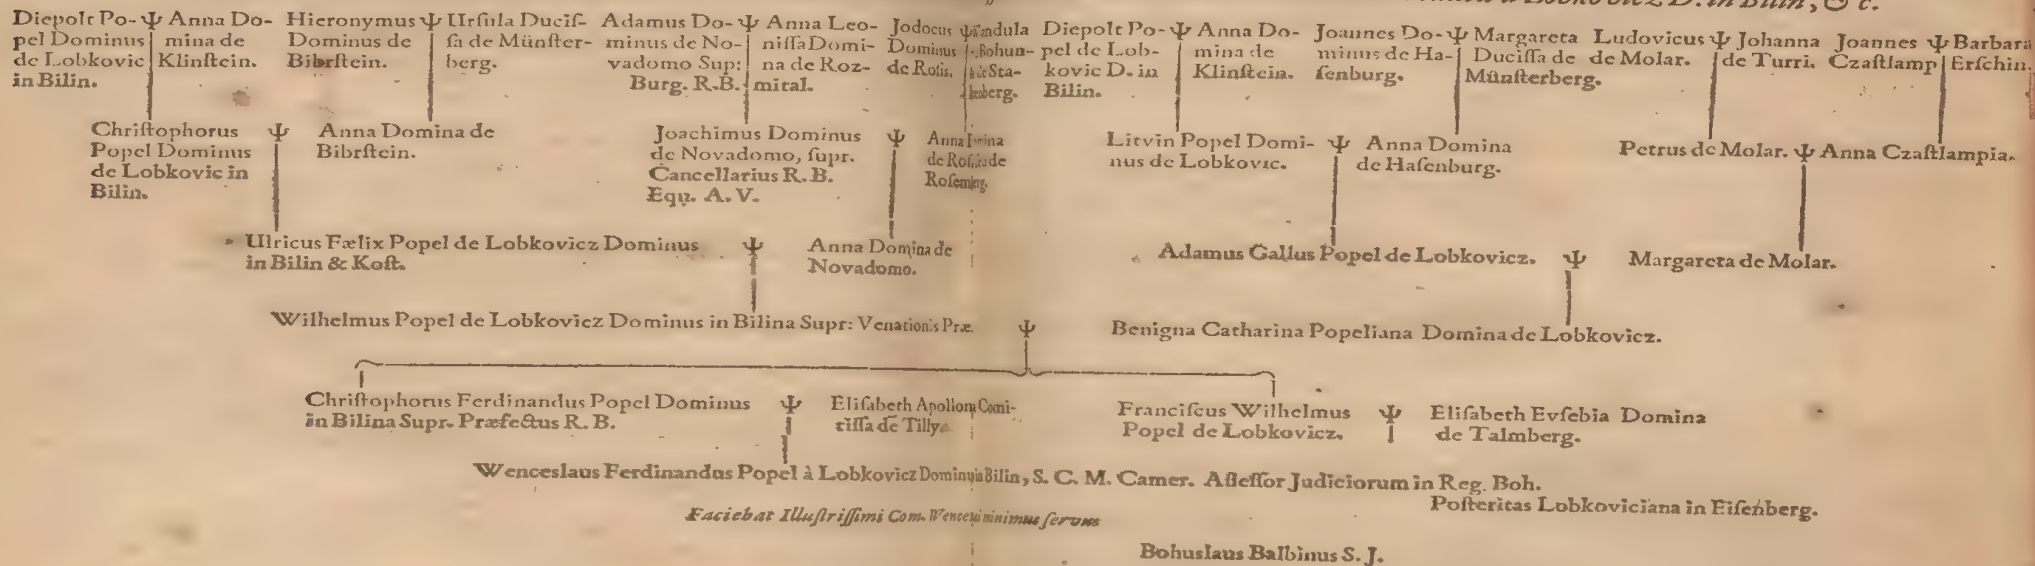 à Lobkovicz D. in Bilin, & c.
Diepolt Po- Ψ Anna Do-
pel Dominus mina de
de Lobkovic Klinſtein.
in Bilin.
Hieronymus Ψ Urſula Duciſ-
Dominus de ſa de Münſter-
Bibrſtein. berg.
Adamus Do- Ψ Anna Leo-
minus de No- niſſa Domi-
vadomo Sup: na de Roz-
Burg. R.B. mital.
Jodocus Ψ
Dominus Bohun-
de Roſis. de Sta-
Diepolt Po- Ψ Anna Do-
pel de Lob- mina de
kovic D. in Klinſtein.
Bilin.
Joannes Do- Ψ Margareta
minus de Ha- Duciſſa de
ſenburg. Münſterberg.
Ludovicus Ψ Johanna
de Molar. de Turri.
Joannes Ψ Barbara
Czaſtlamp Erſchin.
Chriſtophorus Ψ Anna Domina de
Popel Dominus Bibrſtein.
de Lobkovic in
Bilin.
Joachimus Dominus Ψ Anna
de Novadomo, ſupr. de
Cancellarius R.B.
Equ. A. V.
Litvin Popel Domi- Ψ Anna Domina
nus de Lobkovic. de Haſenburg.
Petrus de Molar. Ψ Anna Czaſtlampia.
Ulricus Fælix Popel de Lobkovicz Dominus Ψ Anna Domina de
in Bilin & Koſt. Novadomo.
Adamus Gallus Popel de Lobkovicz. Ψ Margareta de Molar.
Wilhelmus Popel de Lobkovicz Dominus in Bilina Supr: Venationis Præ. Ψ Benigna Catharina Popeliana Domina de Lobkovicz.
Chriſtophorus Ferdinandus Popel Dominus Ψ Eliſabeth Apollon Comi-
in Bilina Supr. Præfectus R. B. tiſſa de Tilly.
Franciſcus Wilhelmus Ψ Eliſabeth Evſebia Domina
Popel de Lobkovicz. de Talmberg.
Wenceslaus Ferdinandus Popel à Lobkovicz Dominus in Bilin, S. C. M. Camer. Aſſeſſor Judiciorum in Reg. Boh.
Poſteritas Lobkoviciana in Eiſenberg.
Faciebat Illuſtriſſimi Com. minimus ſervus
Bohuslaus Balbinus S. J.